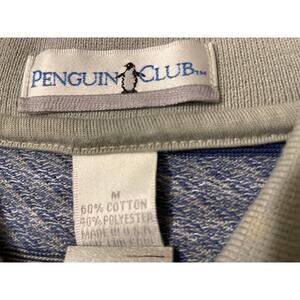 PENGUIN CLUB™
M
60% COTTON
40% POLYESTER
MADE IN U.S.A.